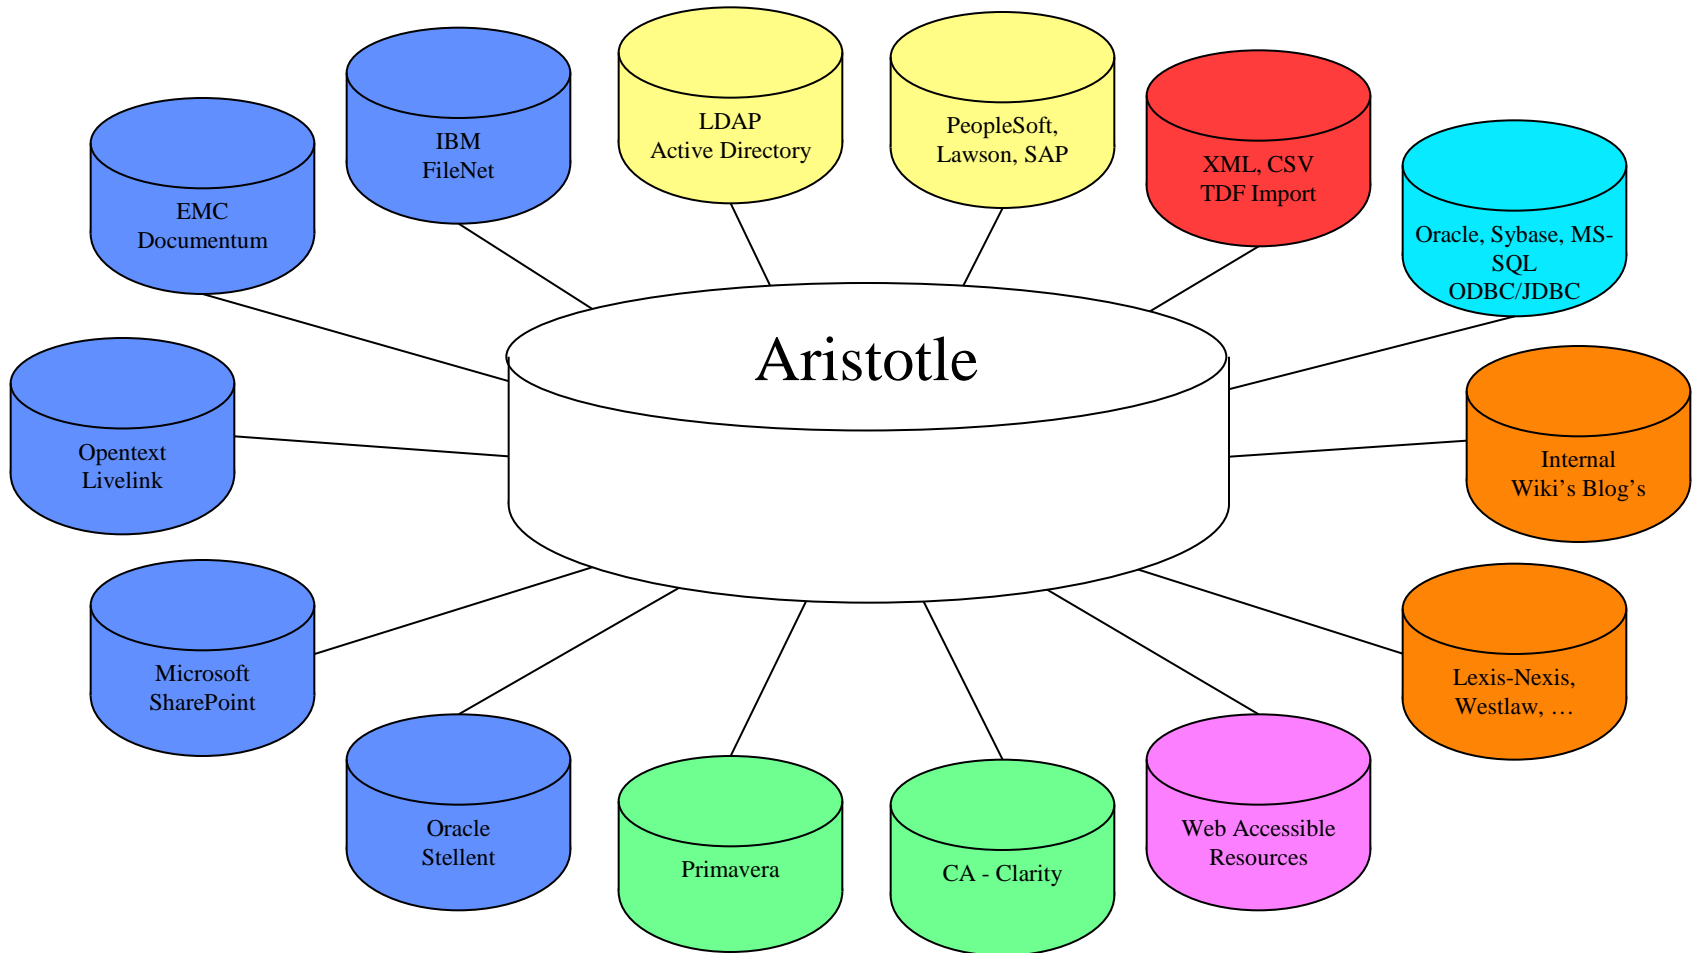 LDAP
Active Directory
PeopleSoft,
Lawson, SAP
IBM
FileNet
XML, CSV
TDF Import
EMC
Documentum
Oracle, Sybase, MS-
SQL
ODBC/JDBC
Aristotle
Opentext
Livelink
Internal
Wiki’s Blog’s
Microsoft
SharePoint
Lexis-Nexis,
Westlaw, …
Oracle
Stellent
Primavera
CA - Clarity
Web Accessible
Resources